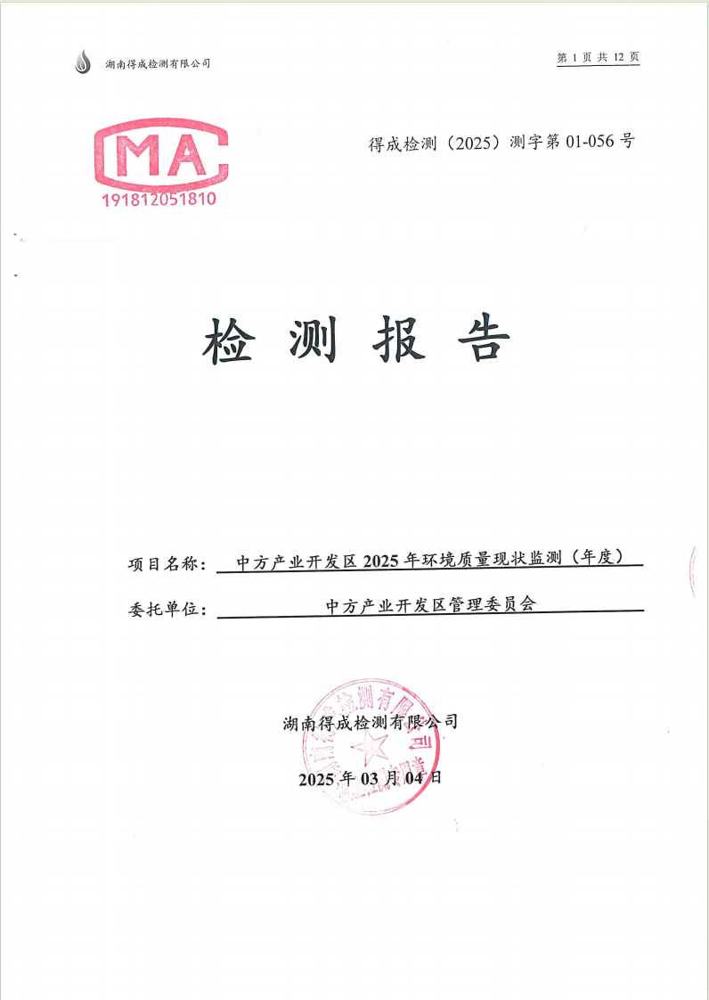 湖南得成检测有限公司
第 1 页 共 12 页
MA
191812051810
得成检测（2025）测字第 01-056 号
检 测 报 告
项目名称： 中方产业开发区 2025 年环境质量现状监测（年度）
委托单位： 中方产业开发区管理委员会
湖南得成检测有限公司
2025 年 03 月 04 日